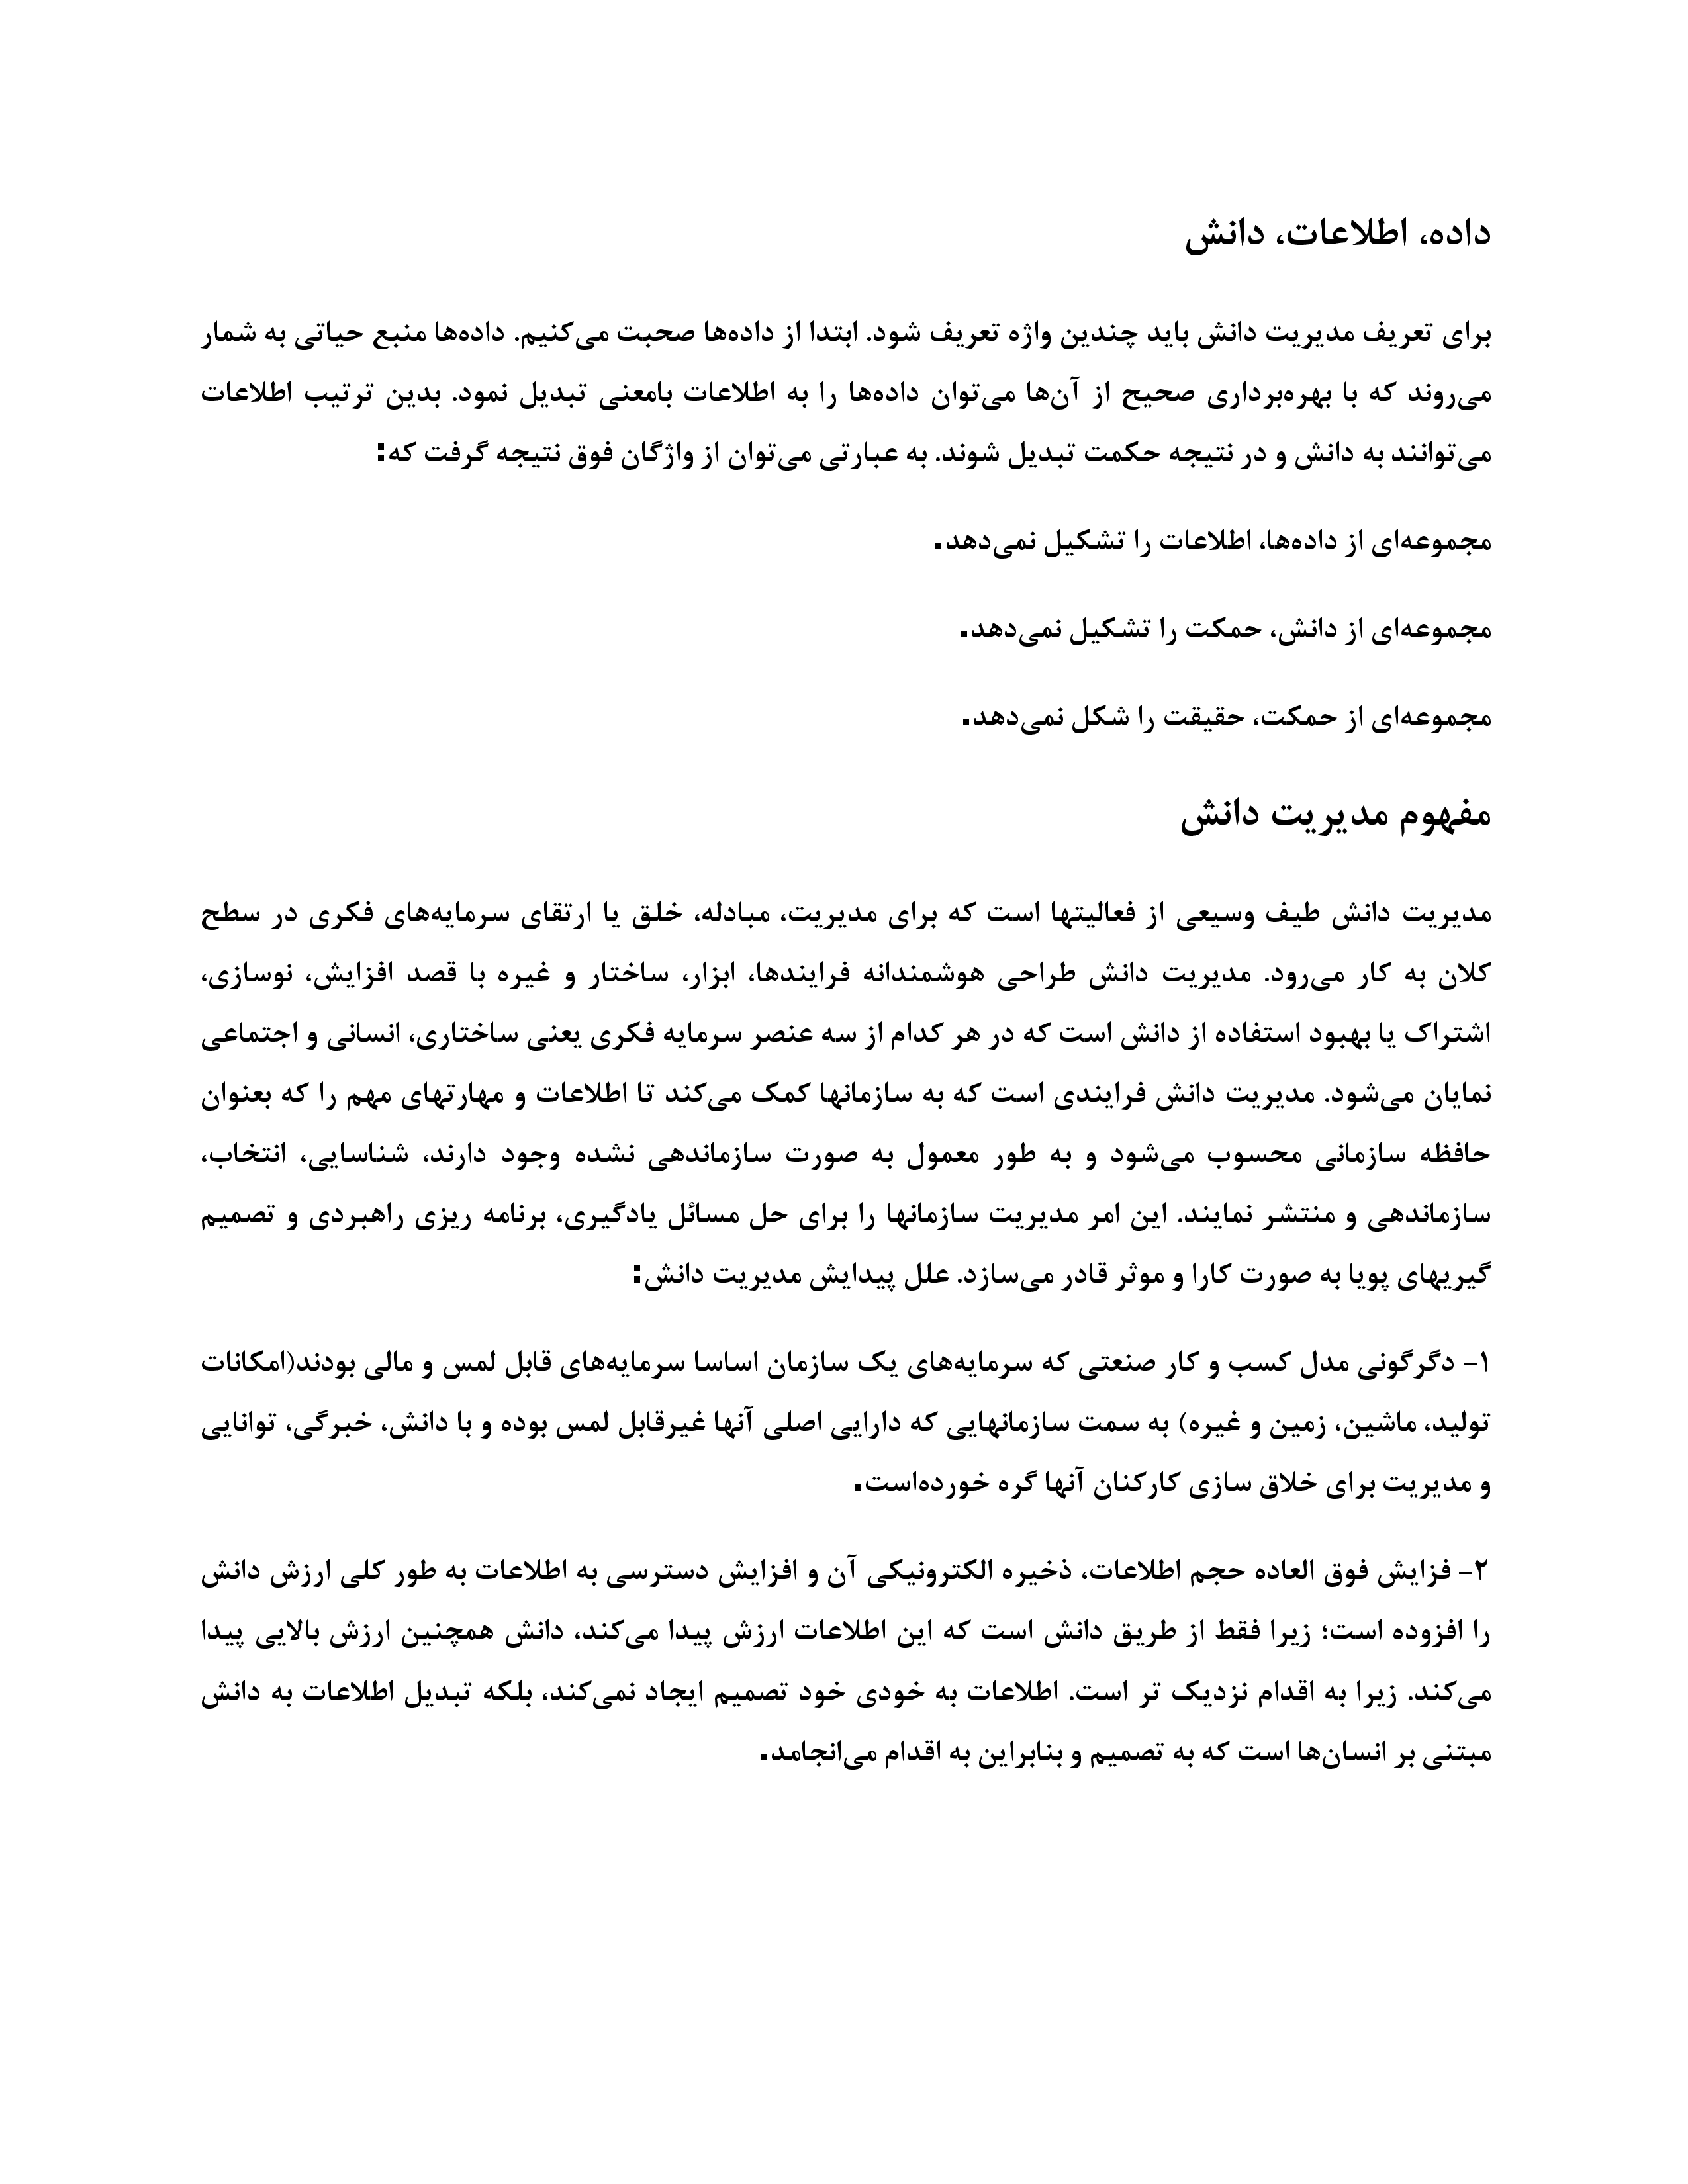 داده، اطلاعات، دانش
برای تعریف مدیریت دانش باید چندین واژه تعریف شود. ابتدا از داده‌ها صحبت می‌کنیم. داده‌ها منبع حیاتی به شمار
می‌روند که با بهره‌برداری صحیح از آن‌ها می‌توان داده‌ها را به اطلاعات بامعنی تبدیل نمود. بدین ترتیب اطلاعات
می‌توانند به دانش و در نتیجه حکمت تبدیل شوند. به عبارتی می‌توان از واژگان فوق نتیجه گرفت که:
مجموعه‌ای از داده‌ها، اطلاعات را تشکیل نمی‌دهد.
مجموعه‌ای از دانش، حمکت را تشکیل نمی‌دهد.
مجموعه‌ای از حمکت، حقیقت را شکل نمی‌دهد.
مفهوم مدیریت دانش
مدیریت دانش طیف وسیعی از فعالیتها است که برای مدیریت، مبادله، خلق یا ارتقای سرمایه‌های فکری در سطح
کلان به کار می‌رود. مدیریت دانش طراحی هوشمندانه فرایندها، ابزار، ساختار و غیره با قصد افزایش، نوسازی،
اشتراک یا بهبود استفاده از دانش است که در هر کدام از سه عنصر سرمایه فکری یعنی ساختاری، انسانی و اجتماعی
نمایان می‌شود. مدیریت دانش فرایندی است که به سازمانها کمک می‌کند تا اطلاعات و مهارتهای مهم را که بعنوان
حافظه سازمانی محسوب می‌شود و به طور معمول به صورت سازماندهی نشده وجود دارند، شناسایی، انتخاب،
سازماندهی و منتشر نمایند. این امر مدیریت سازمانها را برای حل مسائل یادگیری، برنامه ریزی راهبردی و تصمیم
گیریهای پویا به صورت کارا و موثر قادر می‌سازد. علل پیدایش مدیریت دانش:
۱- دگرگونی مدل کسب و کار صنعتی که سرمایه‌های یک سازمان اساسا سرمایه‌های قابل لمس و مالی بودند(امکانات
تولید، ماشین، زمین و غیره) به سمت سازمانهایی که دارایی اصلی آنها غیرقابل لمس بوده و با دانش، خبرگی، توانایی
و مدیریت برای خلاق سازی کارکنان آنها گره خورده‌است.
۲- فزایش فوق العاده حجم اطلاعات، ذخیره الکترونیکی آن و افزایش دسترسی به اطلاعات به طور کلی ارزش دانش
را افزوده است؛ زیرا فقط از طریق دانش است که این اطلاعات ارزش پیدا می‌کند، دانش همچنین ارزش بالایی پیدا
می‌کند. زیرا به اقدام نزدیک تر است. اطلاعات به خودی خود تصمیم ایجاد نمی‌کند، بلکه تبدیل اطلاعات به دانش
مبتنی بر انسان‌ها است که به تصمیم و بنابراین به اقدام می‌انجامد.